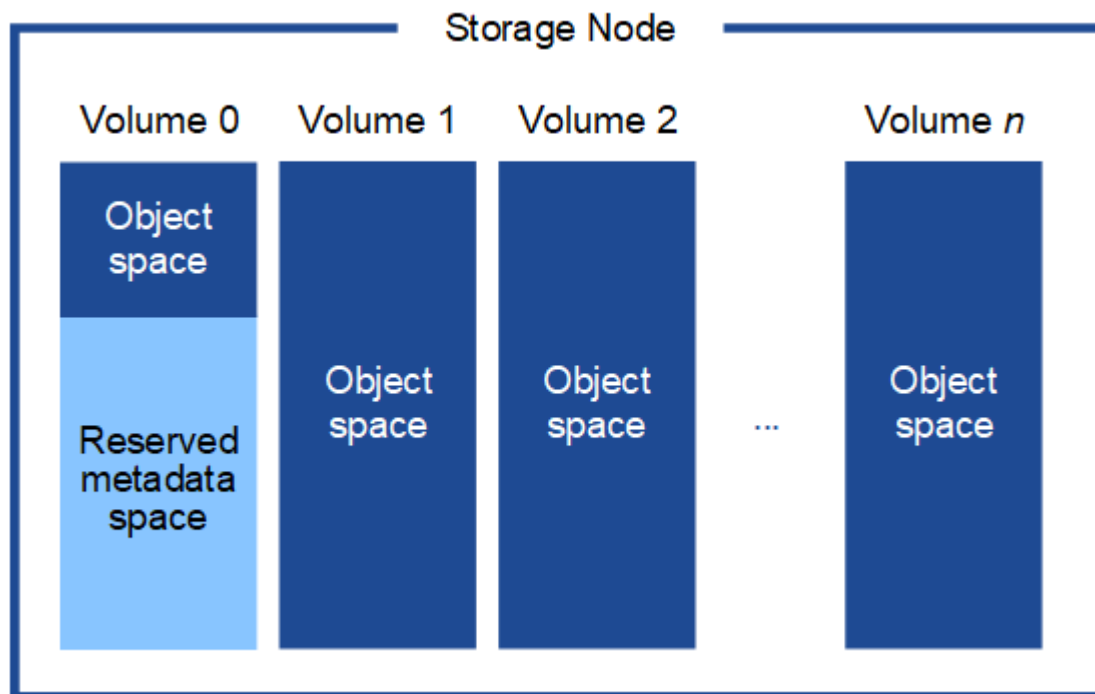 Storage Node
Volume 0
Volume 1
Volume 2
Volume n
Object
space
Reserved
metadata
space
Object
space
Object
space
...
Object
space